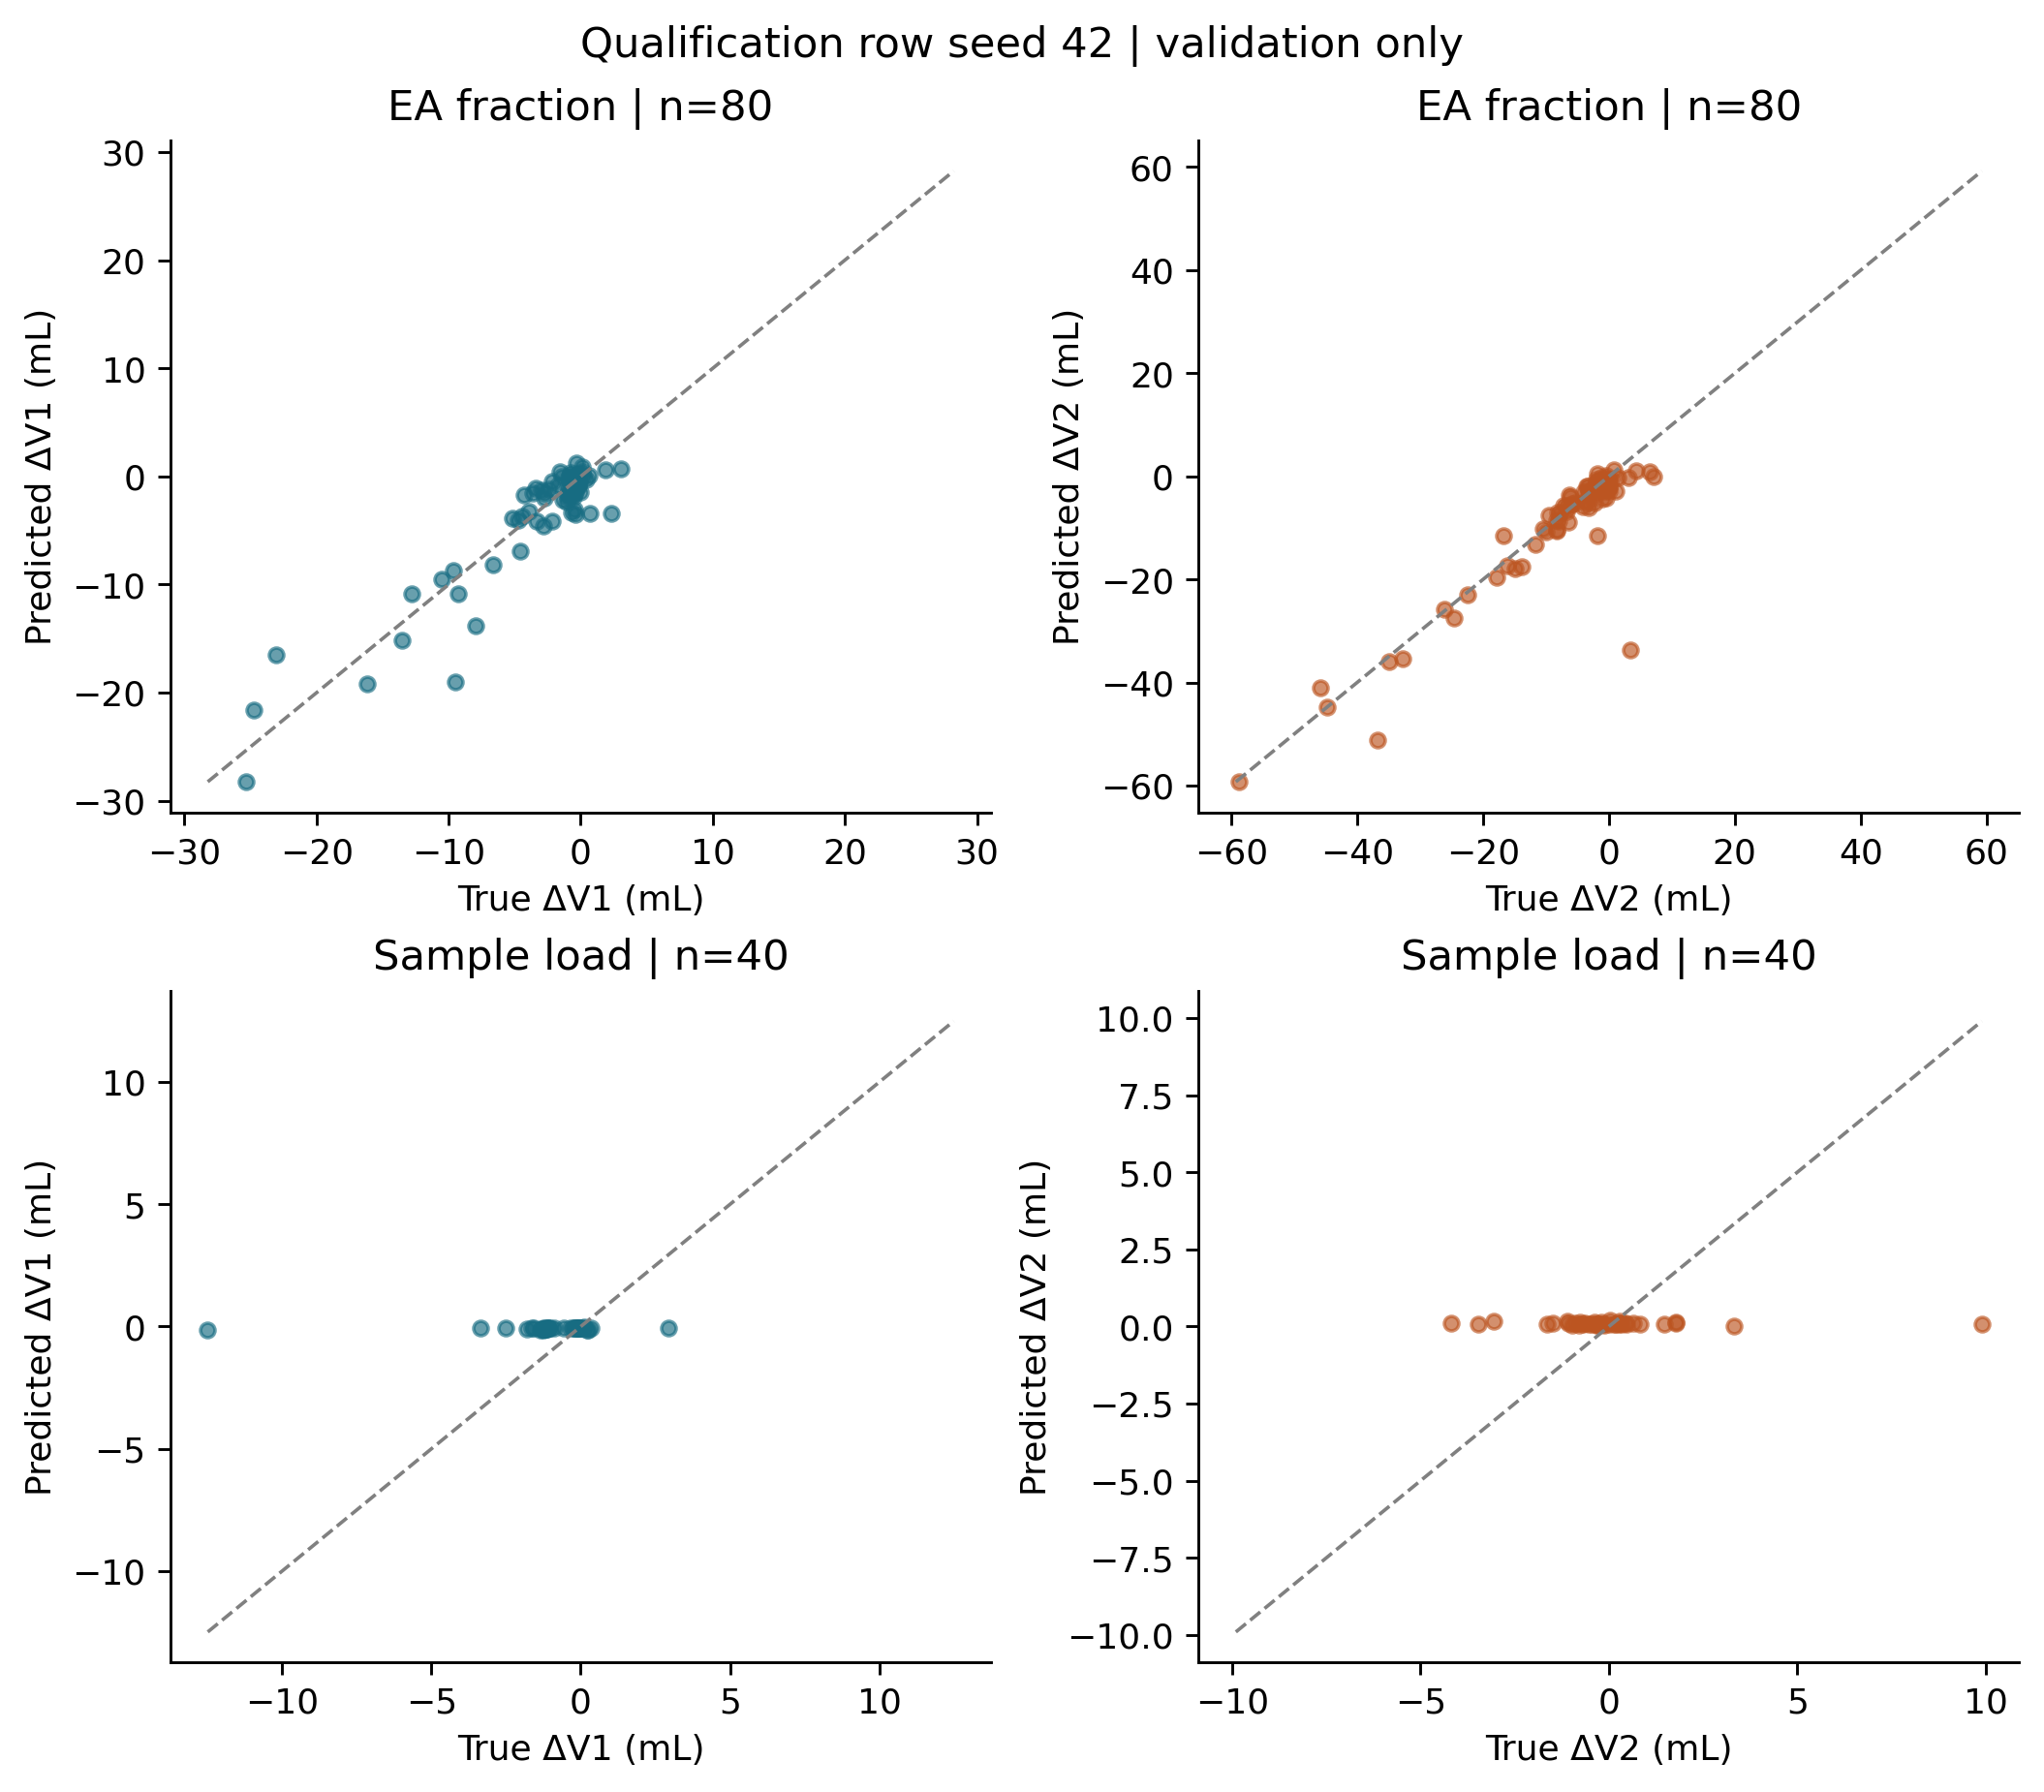 Qualification row seed 42 | validation only
EA fraction | n=80
30
20
10
0
−10
−20
−30
Predicted ΔV1 (mL)
−30 −20 −10 0 10 20 30
True ΔV1 (mL)
EA fraction | n=80
60
40
20
0
−20
−40
−60
Predicted ΔV2 (mL)
−60 −40 −20 0 20 40 60
True ΔV2 (mL)
Sample load | n=40
10
5
0
−5
−10
Predicted ΔV1 (mL)
−10 −5 0 5 10
True ΔV1 (mL)
Sample load | n=40
10.0
7.5
5.0
2.5
0.0
−2.5
−5.0
−7.5
−10.0
Predicted ΔV2 (mL)
−10 −5 0 5 10
True ΔV2 (mL)